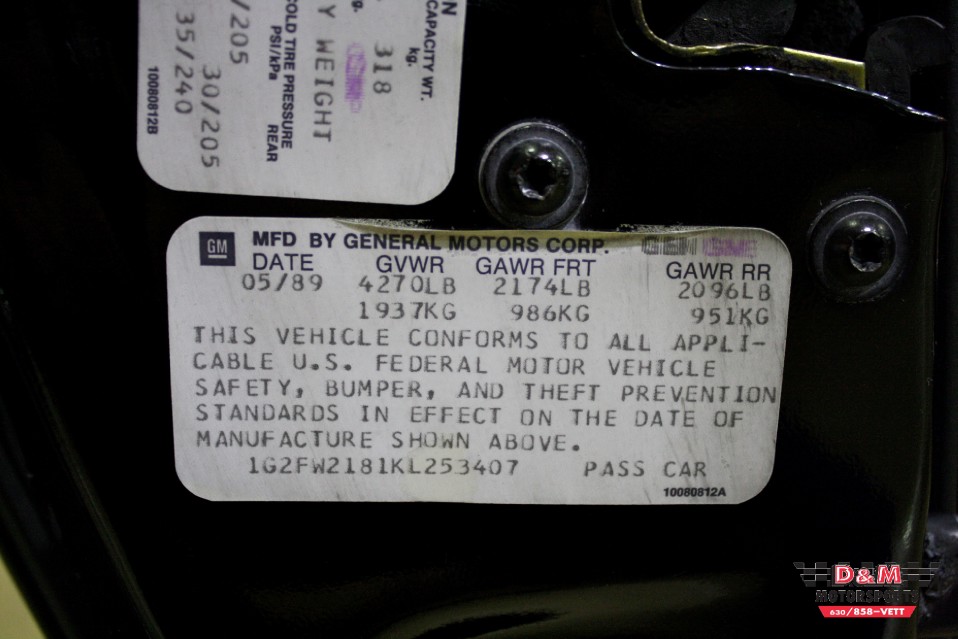 N
CAPACITY WT.
kg. kg.
318
Y WEIGHT
COLD TIRE PRESSURE
PSI/kPa REAR
/205 30/205
35/240
10080812B
GM MFD BY GENERAL MOTORS CORP.
DATE GVWR GAWR FRT GAWR RR
05/89 4270LB 2174LB 2096LB
1937KG 986KG 951KG
THIS VEHICLE CONFORMS TO ALL APPLI-
CABLE U.S. FEDERAL MOTOR VEHICLE
SAFETY, BUMPER, AND THEFT PREVENTION
STANDARDS IN EFFECT ON THE DATE OF
MANUFACTURE SHOWN ABOVE.
1G2FW2181KL253407 PASS CAR
10080812A
D&M
MOTORSPORTS
630/858-VETT